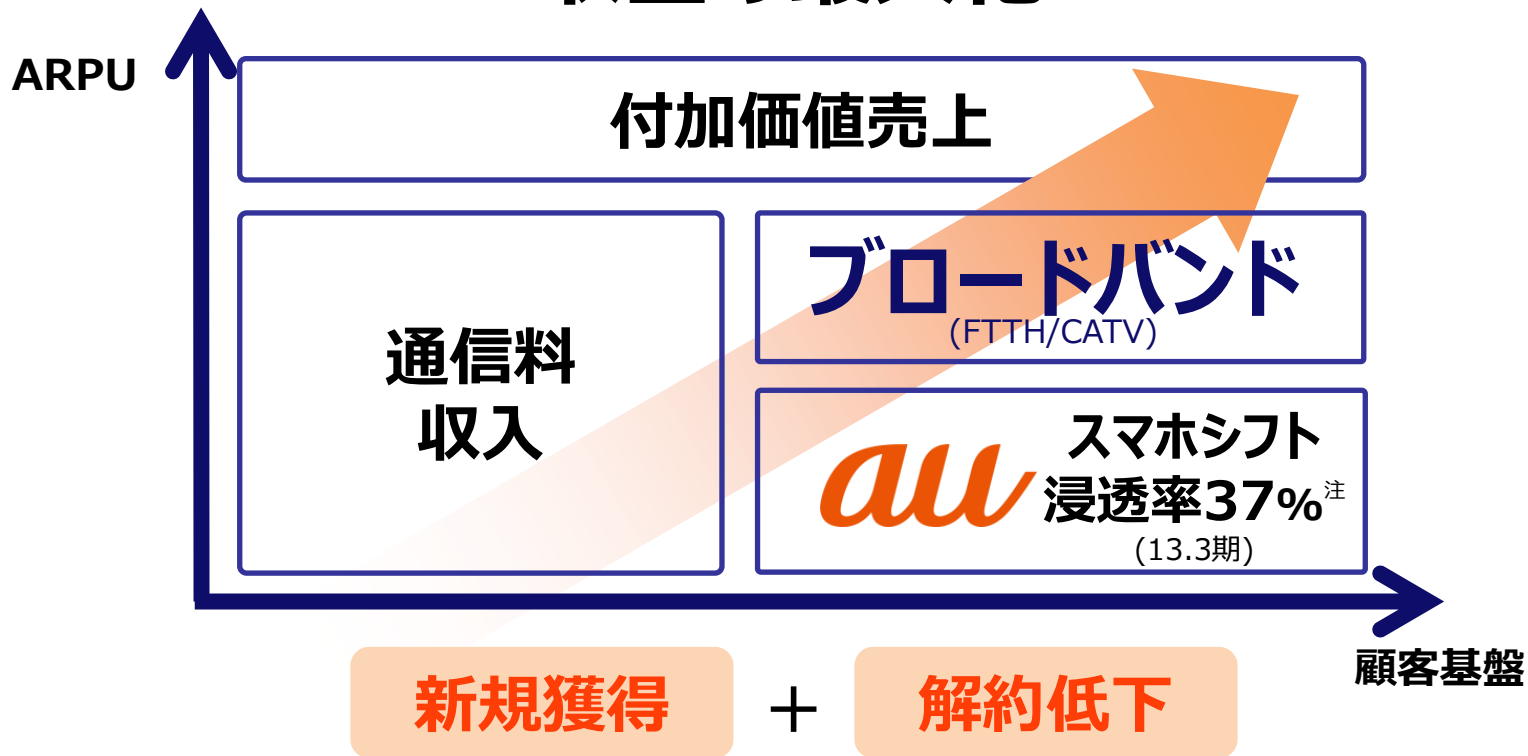 ARPU
付加価値売上
通信料
収入
ブロードバンド
(FTTH/CATV)
au
スマホシフト
浸透率37%注
(13.3期)
顧客基盤
新規獲得
+
解約低下